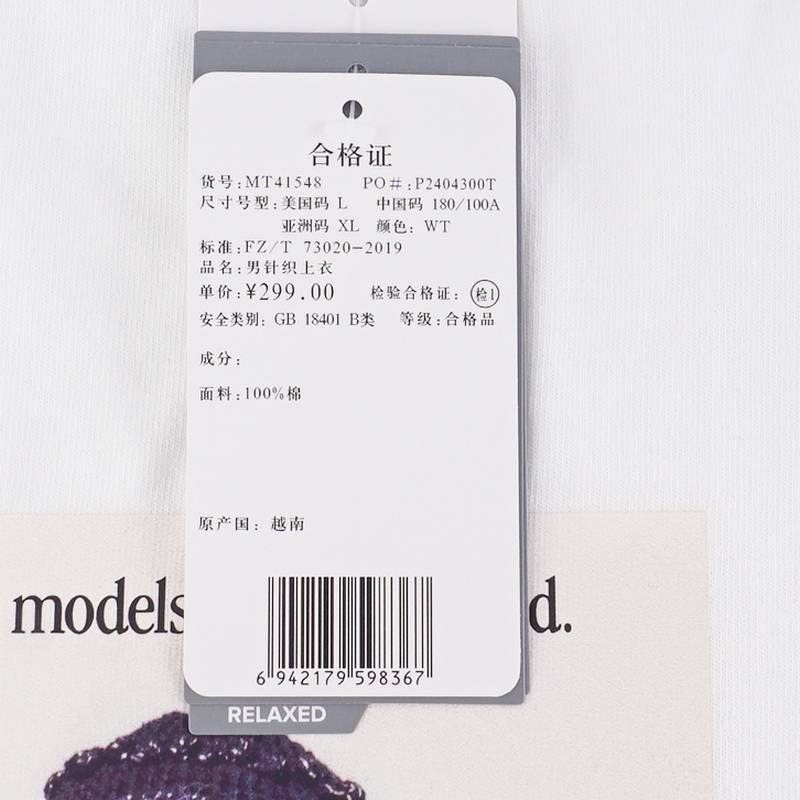 合格证
货号:MT41548 PO#:P2404300T
尺寸号型:美国码 L 中国码 180/100A
亚洲码 XL 颜色: WT
标准:FZ/T 73020-2019
品名:男针织上衣
单价:¥299.00 检验合格证: 检1
安全类别: GB 18401 B类 等级:合格品
成分:
面料:100%棉
原产国: 越南
models
d.
6 942179 598367
RELAXED